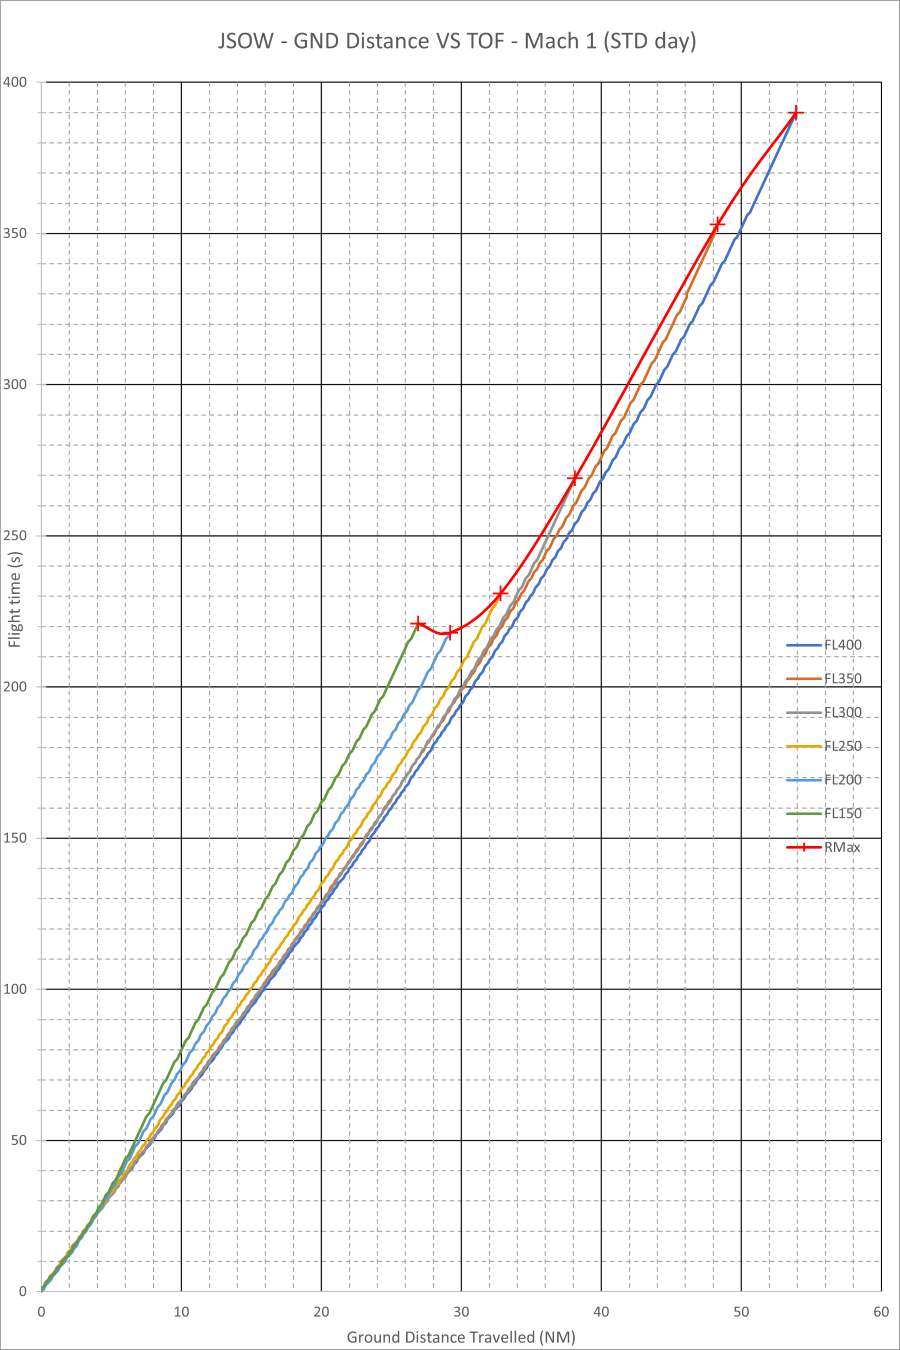 JSOW - GND Distance VS TOF - Mach 1 (STD day)
400
350
300
250
200
150
100
50
0
Flight time (s)
FL400
FL350
FL300
FL250
FL200
FL150
RMax
0 10 20 30 40 50 60
Ground Distance Travelled (NM)